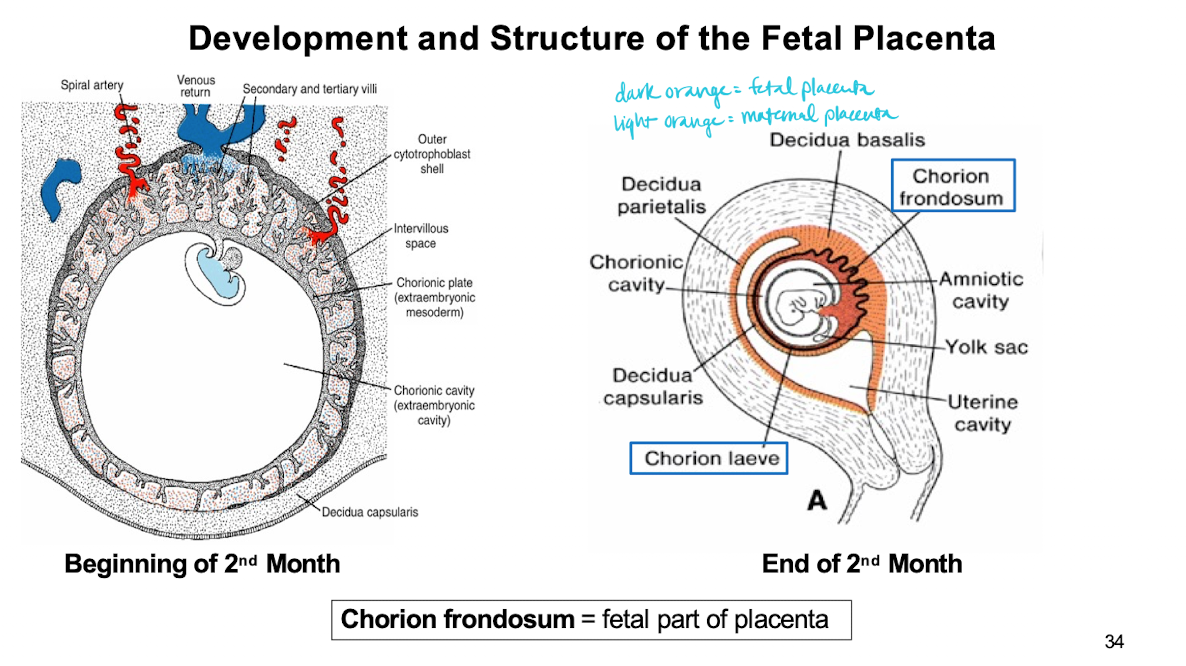 Development and Structure of the Fetal Placenta
Spiral artery
Venous
return
Secondary and tertiary villi
Outer
cytotrophoblast
shell
Intervillous
space
Chorionic plate
(extraembryonic
mesoderm)
Chorionic cavity
(extraembryonic
cavity)
Decidua capsularis
Beginning of 2nd Month
dark orange = fetal placenta
light orange = maternal placenta
Decidua basalis
Chorion
frondosum
Decidua
parietalis
Chorionic
cavity
Amniotic
cavity
Yolk sac
Decidua
capsularis
Uterine
cavity
Chorion laeve
A
End of 2nd Month
Chorion frondosum = fetal part of placenta
34